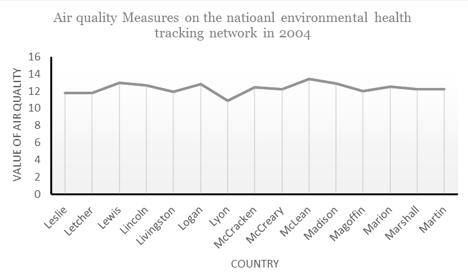 Air quality Measures on the natioanl environmental health
tracking network in 2004
VALUE OF AIR QUALITY
16
14
12
10
8
6
4
2
0
Leslie
Letcher
Lewis
Lincoln
Livingston
Logan
Lyon
McCracken
McCreary
McLean
Madison
Magoffin
Marion
Marshall
Martin
COUNTRY